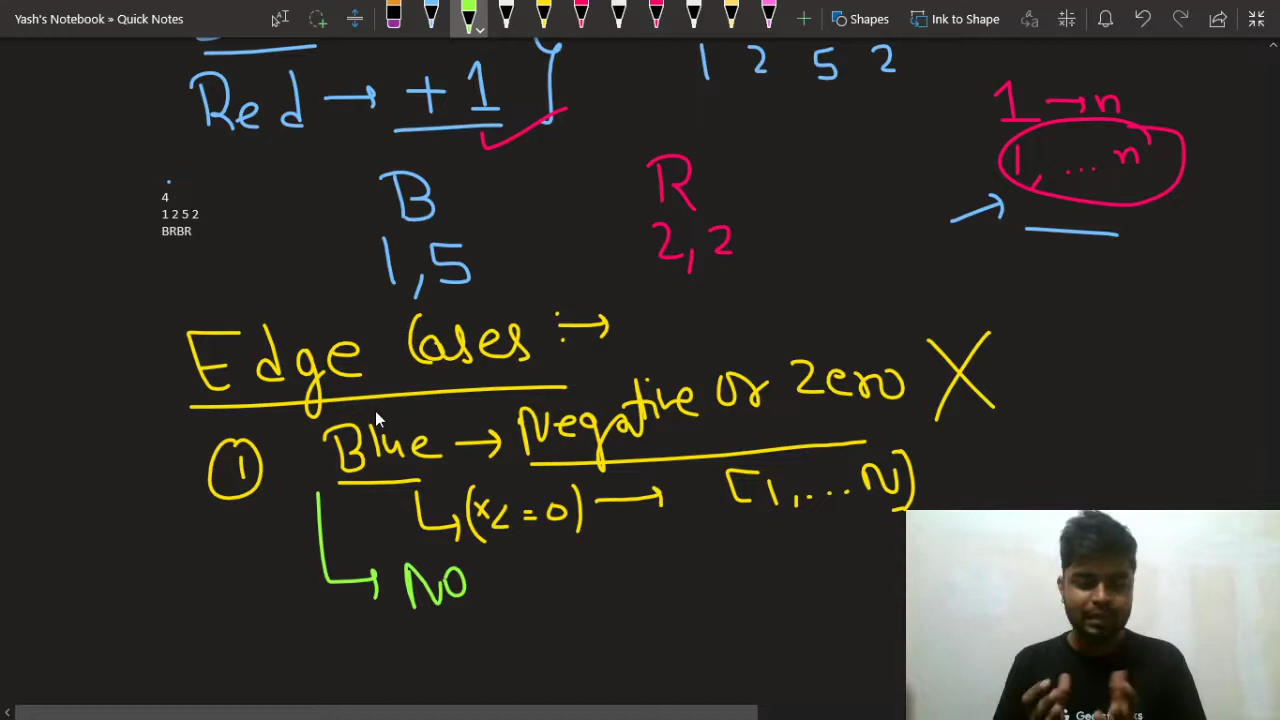 Yash's Notebook » Quick Notes
Shapes
Ink to Shape
Red → + 1
1 2 5 2
1 → n
1, ... n
4
1 2 5 2
BRBR
B
R
1,5
2, 2
Edge Cases :→
① Blue → Negative or Zero X
(x<=0) → [1, ... N]
NO